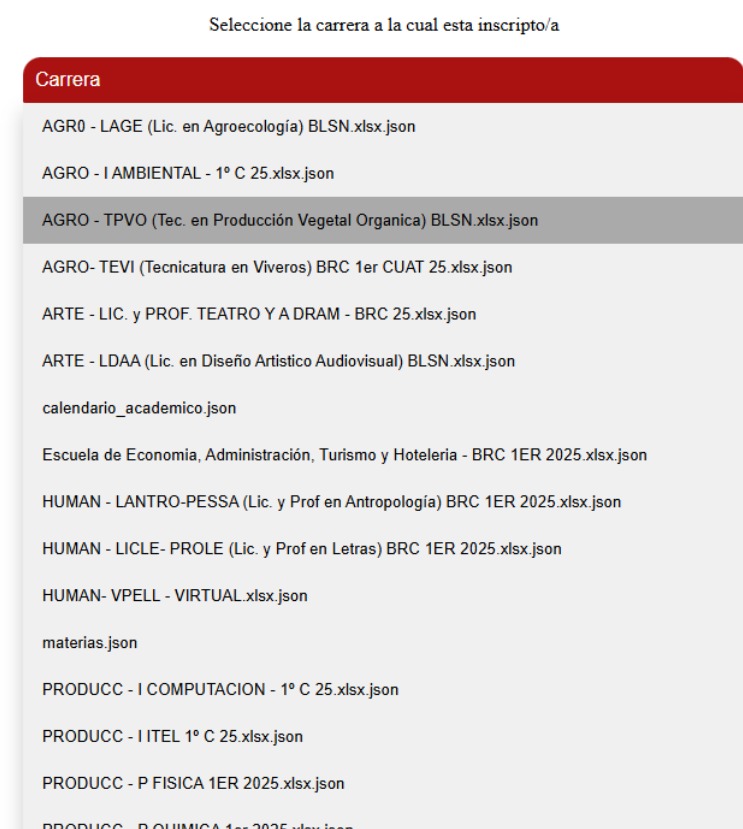 Seleccione la carrera a la cual esta inscripto/a
Carrera
AGR0 - LAGE (Lic. en Agroecología) BLSN.xlsx.json
AGRO - I AMBIENTAL - 1º C 25.xlsx.json
AGRO - TPVO (Tec. en Producción Vegetal Organica) BLSN.xlsx.json
AGRO- TEVI (Tecnicatura en Viveros) BRC 1er CUAT 25.xlsx.json
ARTE - LIC. y PROF. TEATRO Y A DRAM - BRC 25.xlsx.json
ARTE - LDAA (Lic. en Diseño Artistico Audiovisual) BLSN.xlsx.json
calendario_academico.json
Escuela de Economia, Administración, Turismo y Hoteleria - BRC 1ER 2025.xlsx.json
HUMAN - LANTRO-PESSA (Lic. y Prof en Antropología) BRC 1ER 2025.xlsx.json
HUMAN - LICLE- PROLE (Lic. y Prof en Letras) BRC 1ER 2025.xlsx.json
HUMAN- VPELL - VIRTUAL.xlsx.json
materias.json
PRODUCC - I COMPUTACION - 1º C 25.xlsx.json
PRODUCC - I ITEL 1º C 25.xlsx.json
PRODUCC - P FISICA 1ER 2025.xlsx.json
PRODUCC - P QUIMICA 1er 2025.xlsx.json